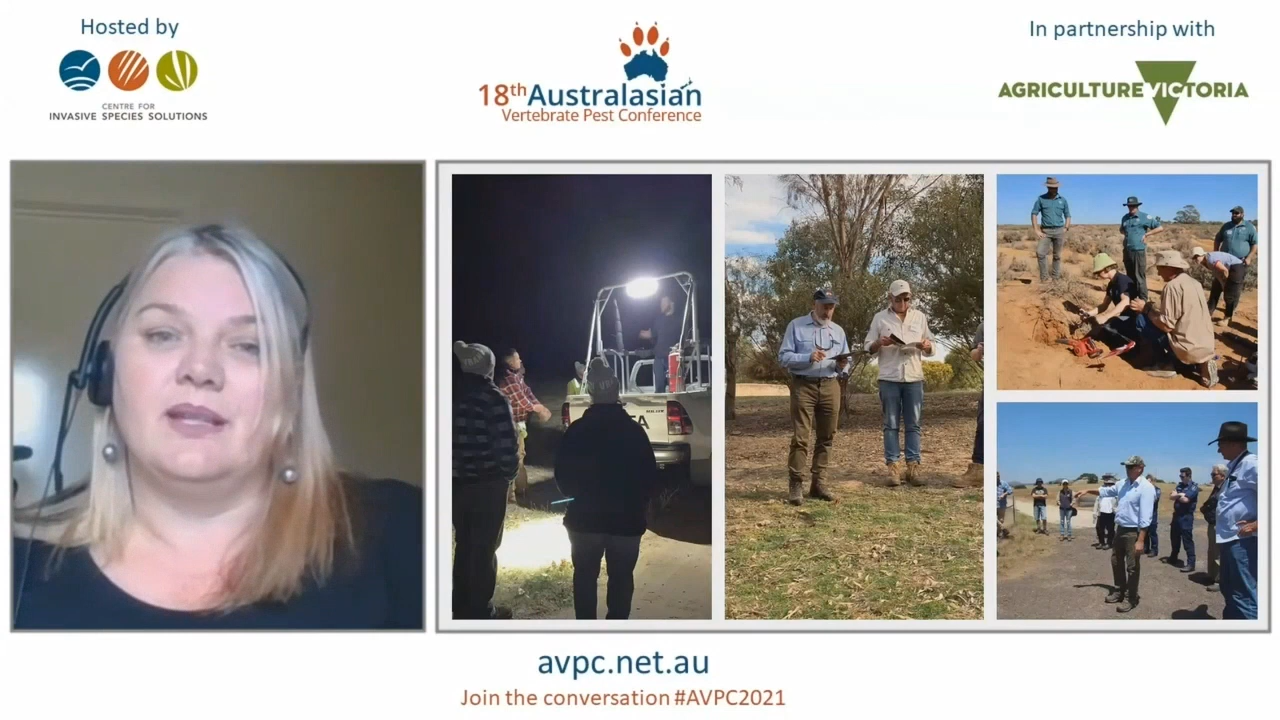 Hosted by
CENTRE FOR
INVASIVE SPECIES SOLUTIONS
18th Australasian
Vertebrate Pest Conference
In partnership with
AGRICULTURE VICTORIA
avpc.net.au
Join the conversation #AVPC2021